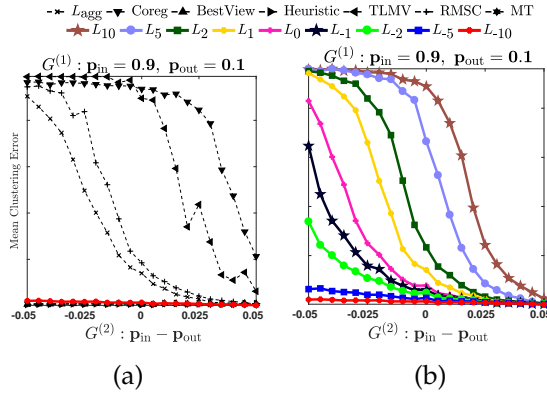 L_agg Coreg BestView Heuristic TLMV RMSC MT
L_10 L_5 L_2 L_1 L_0 L_-1 L_-2 L_-5 L_-10
G^(1) : p_in = 0.9, p_out = 0.1
G^(1) : p_in = 0.9, p_out = 0.1
Mean Clustering Error
-0.05 -0.025 0 0.025 0.05
-0.05 -0.025 0 0.025 0.05
G^(2) : p_in − p_out
G^(2) : p_in − p_out
(a)
(b)